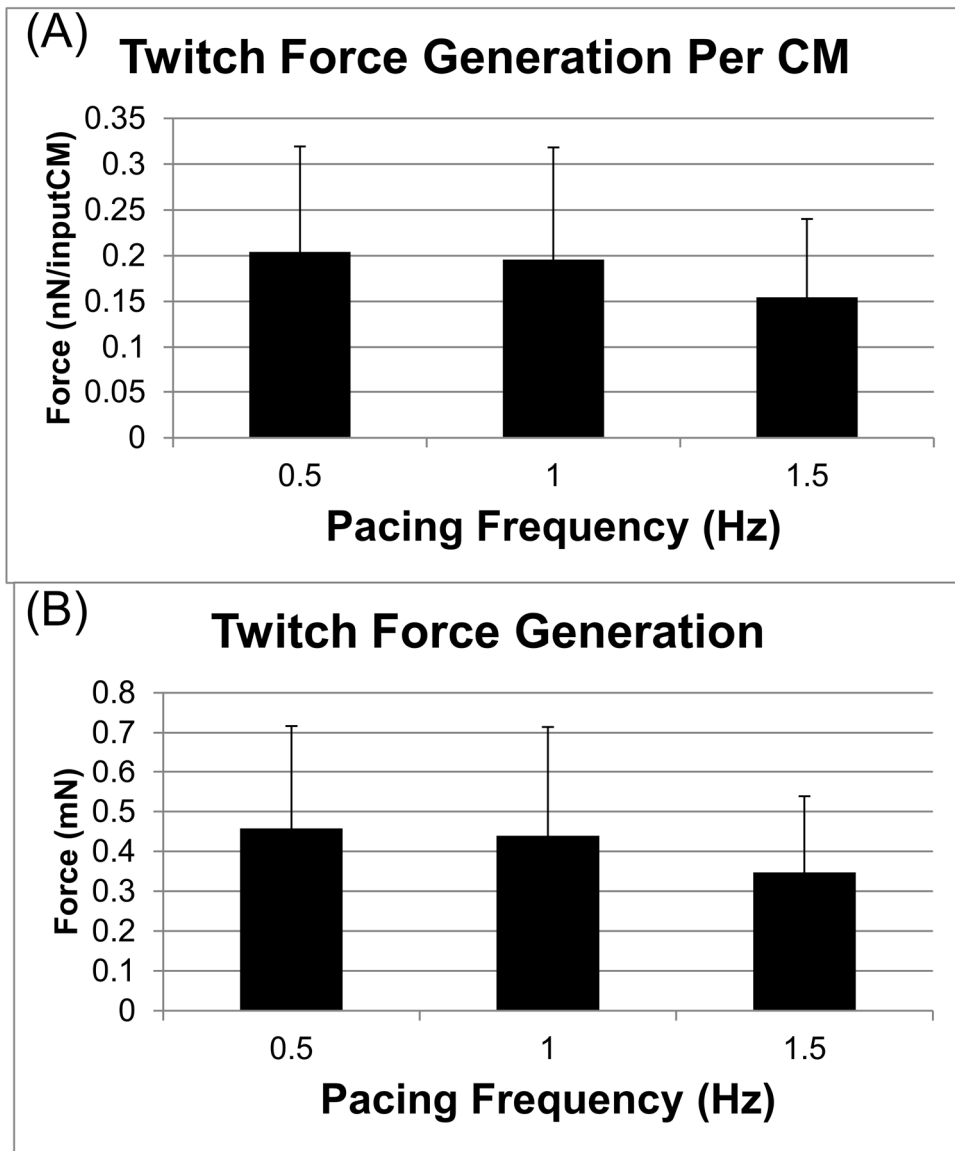 (A)
Twitch Force Generation Per CM
Force (nN/inputCM)
0.35
0.3
0.25
0.2
0.15
0.1
0.05
0
0.5 1 1.5
Pacing Frequency (Hz)
(B)
Twitch Force Generation
Force (mN)
0.8
0.7
0.6
0.5
0.4
0.3
0.2
0.1
0
0.5 1 1.5
Pacing Frequency (Hz)